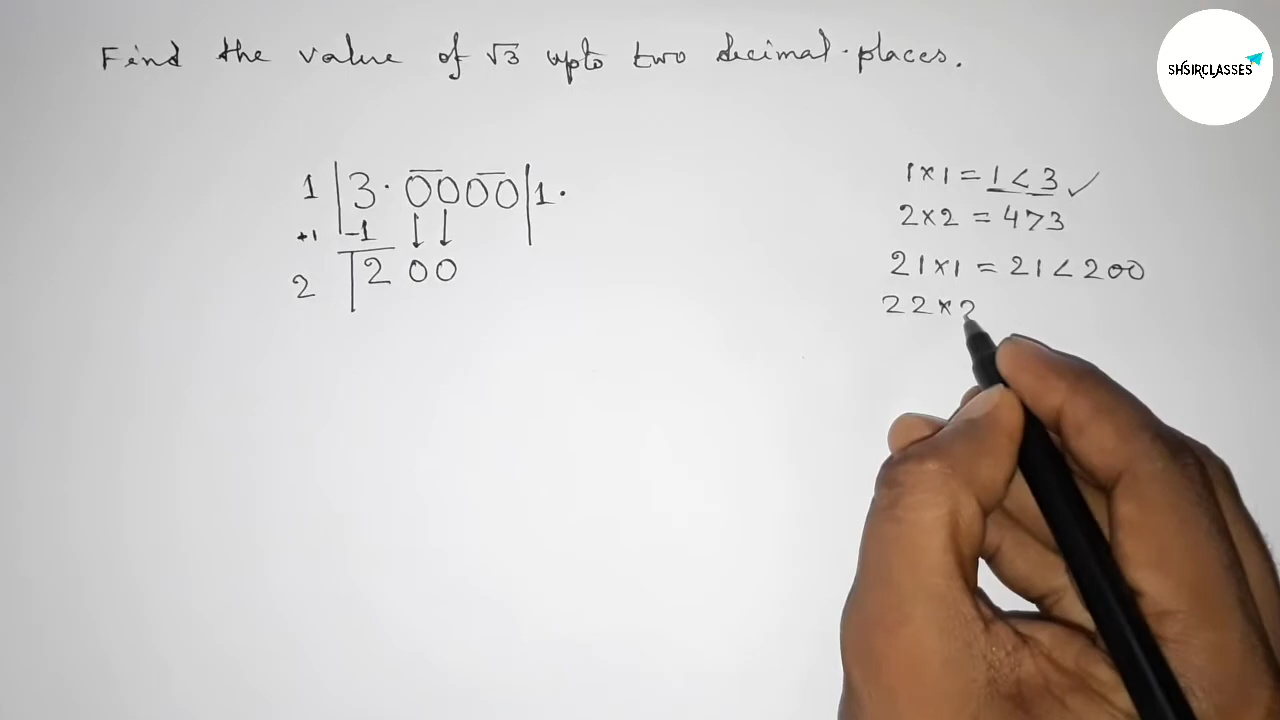 Find the value of √3 upto two decimal places.
SHSIRCLASSES
1 | 3. 00 00 | 1.
+1 -1
2 | 2 00
1×1 = 1 < 3 ✓
2×2 = 4 > 3
21×1 = 21 < 200
22×2